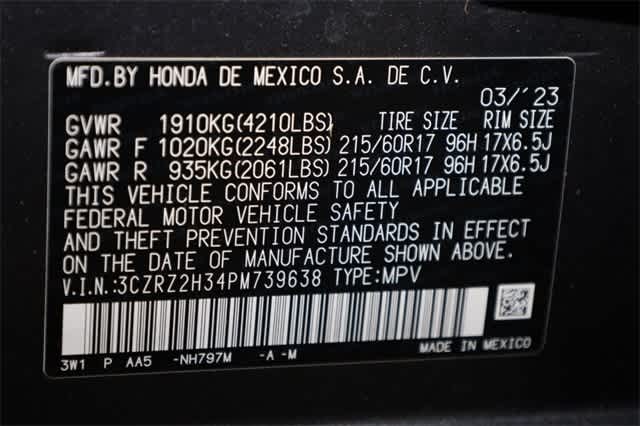 MFD.BY HONDA DE MEXICO S.A. DE C.V.
03/'23
GVWR 1910KG(4210LBS) TIRE SIZE RIM SIZE
GAWR F 1020KG(2248LBS) 215/60R17 96H 17X6.5J
GAWR R 935KG(2061LBS) 215/60R17 96H 17X6.5J
THIS VEHICLE CONFORMS TO ALL APPLICABLE
FEDERAL MOTOR VEHICLE SAFETY
AND THEFT PREVENTION STANDARDS IN EFFECT
ON THE DATE OF MANUFACTURE SHOWN ABOVE.
V.I.N.:3CZRZ2H34PM739638 TYPE:MPV
3W1 P AA5 -NH797M -A -M MADE IN MEXICO